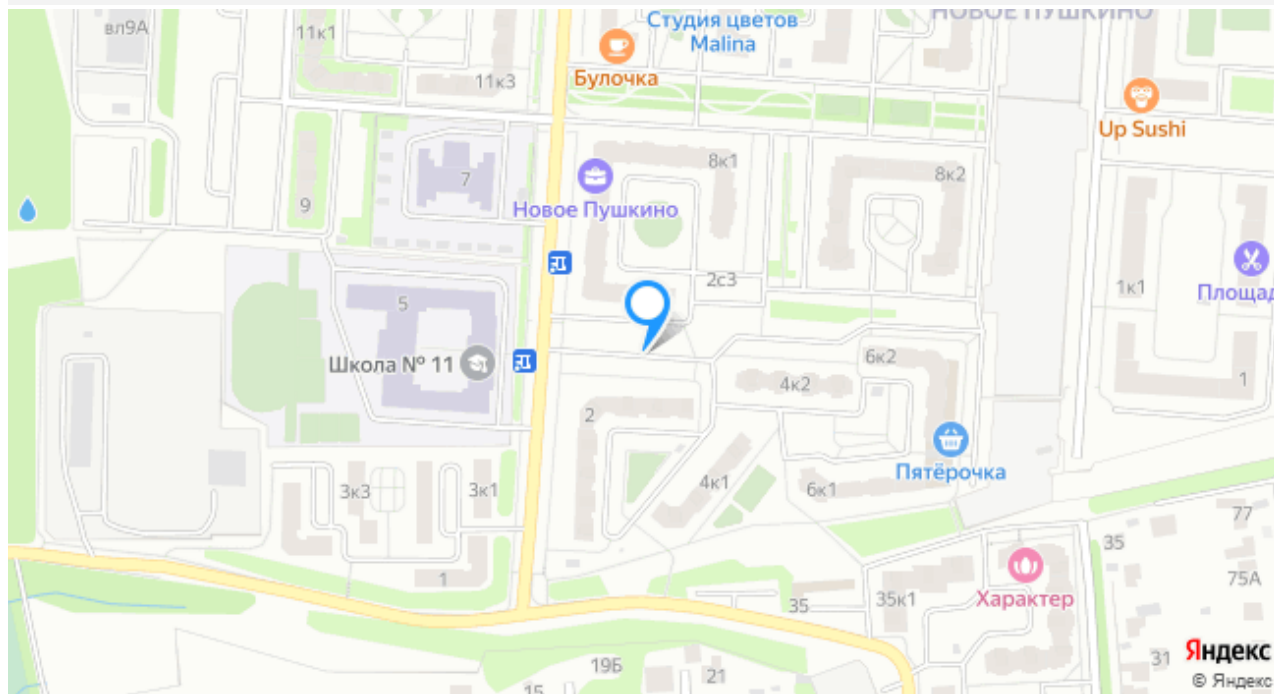 НОВОЕ ПУШКИНО
Студия цветов
Malina
вл9А
11к1
Булочка
11к3
Up Sushi
8к1
8к2
7
9
Новое Пушкино
2с3
1к1
Площад
5
Школа № 11
6к2
4к2
1
2
Пятёрочка
4к1
6к1
3к3
3к1
77
35
75А
1
Характер
35к1
35
31
Яндекс
© Яндекс
19Б
21
15